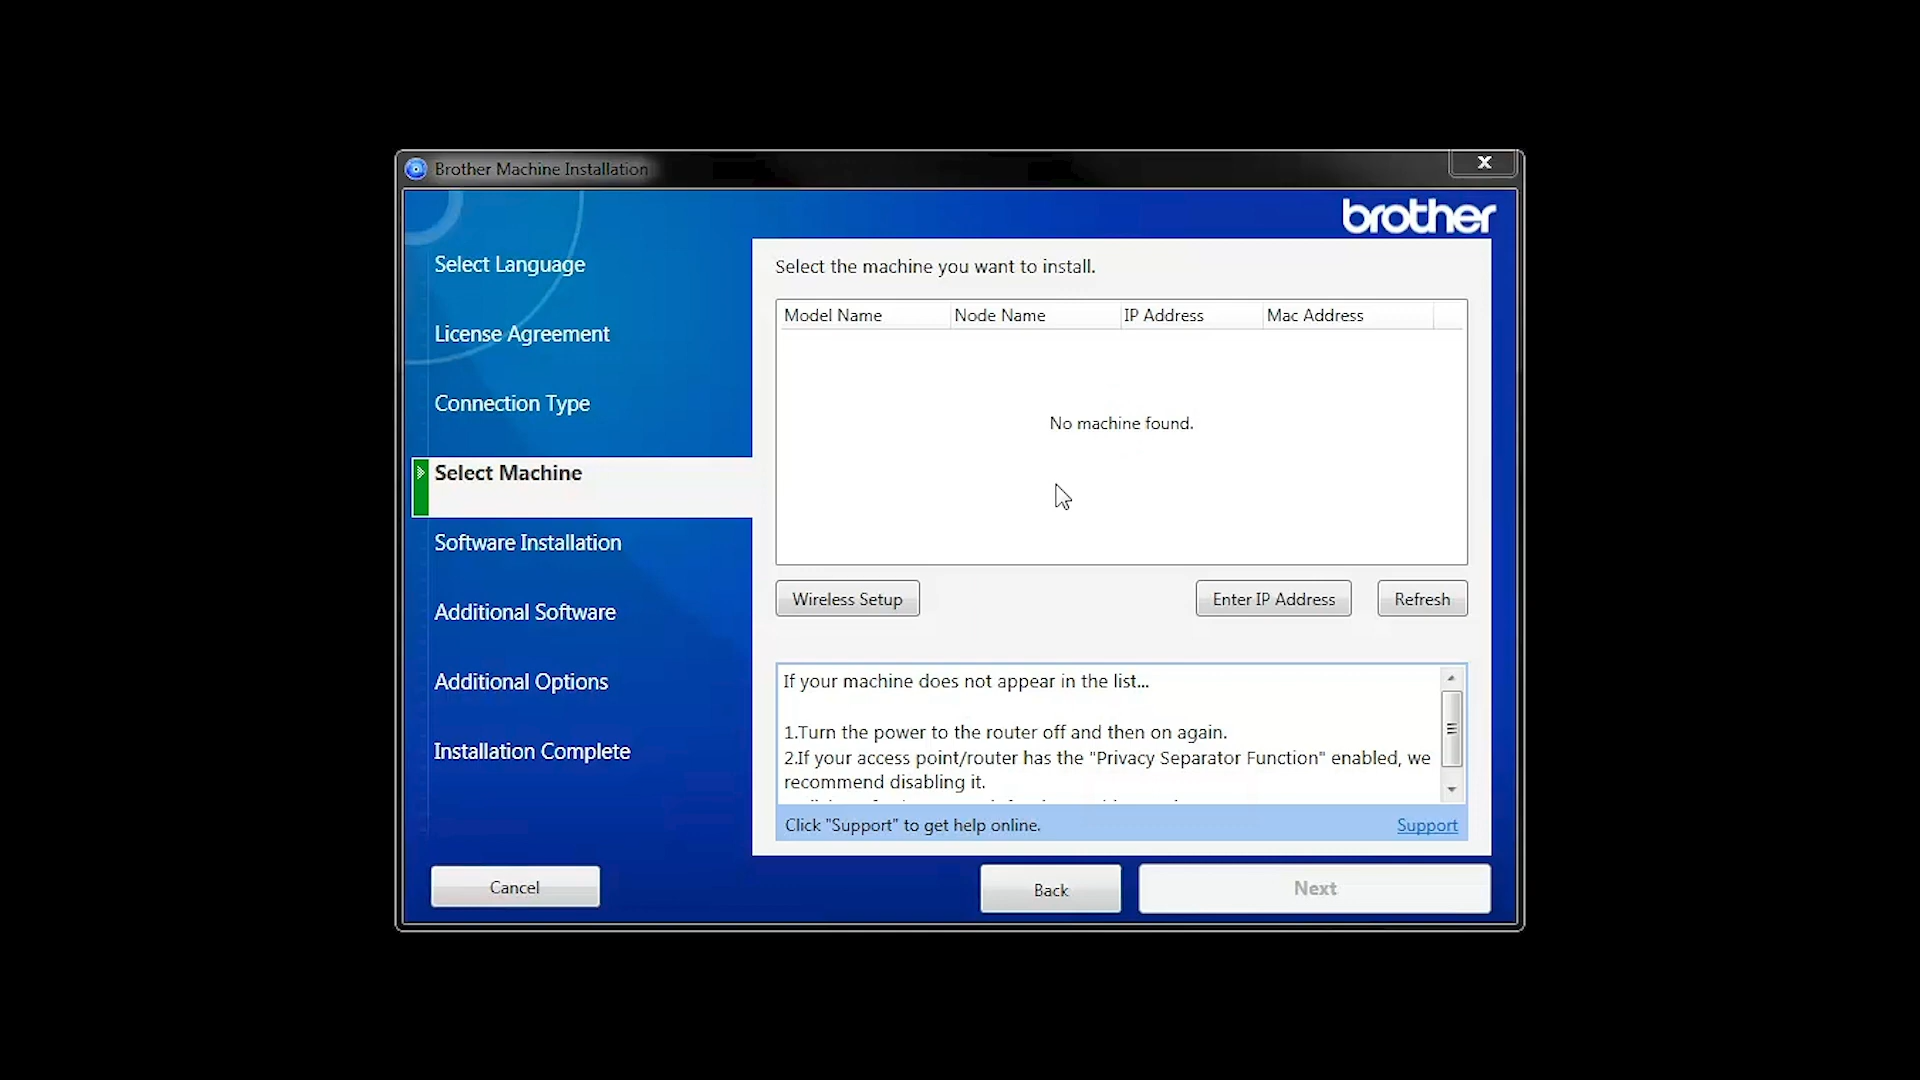 Brother Machine Installation
X
brother
Select Language
License Agreement
Connection Type
Select Machine
Software Installation
Additional Software
Additional Options
Installation Complete
Select the machine you want to install.
Model Name Node Name IP Address Mac Address
No machine found.
Wireless Setup Enter IP Address Refresh
If your machine does not appear in the list...
1.Turn the power to the router off and then on again.
2.If your access point/router has the "Privacy Separator Function" enabled, we
recommend disabling it.
Click "Support" to get help online. Support
Cancel Back Next